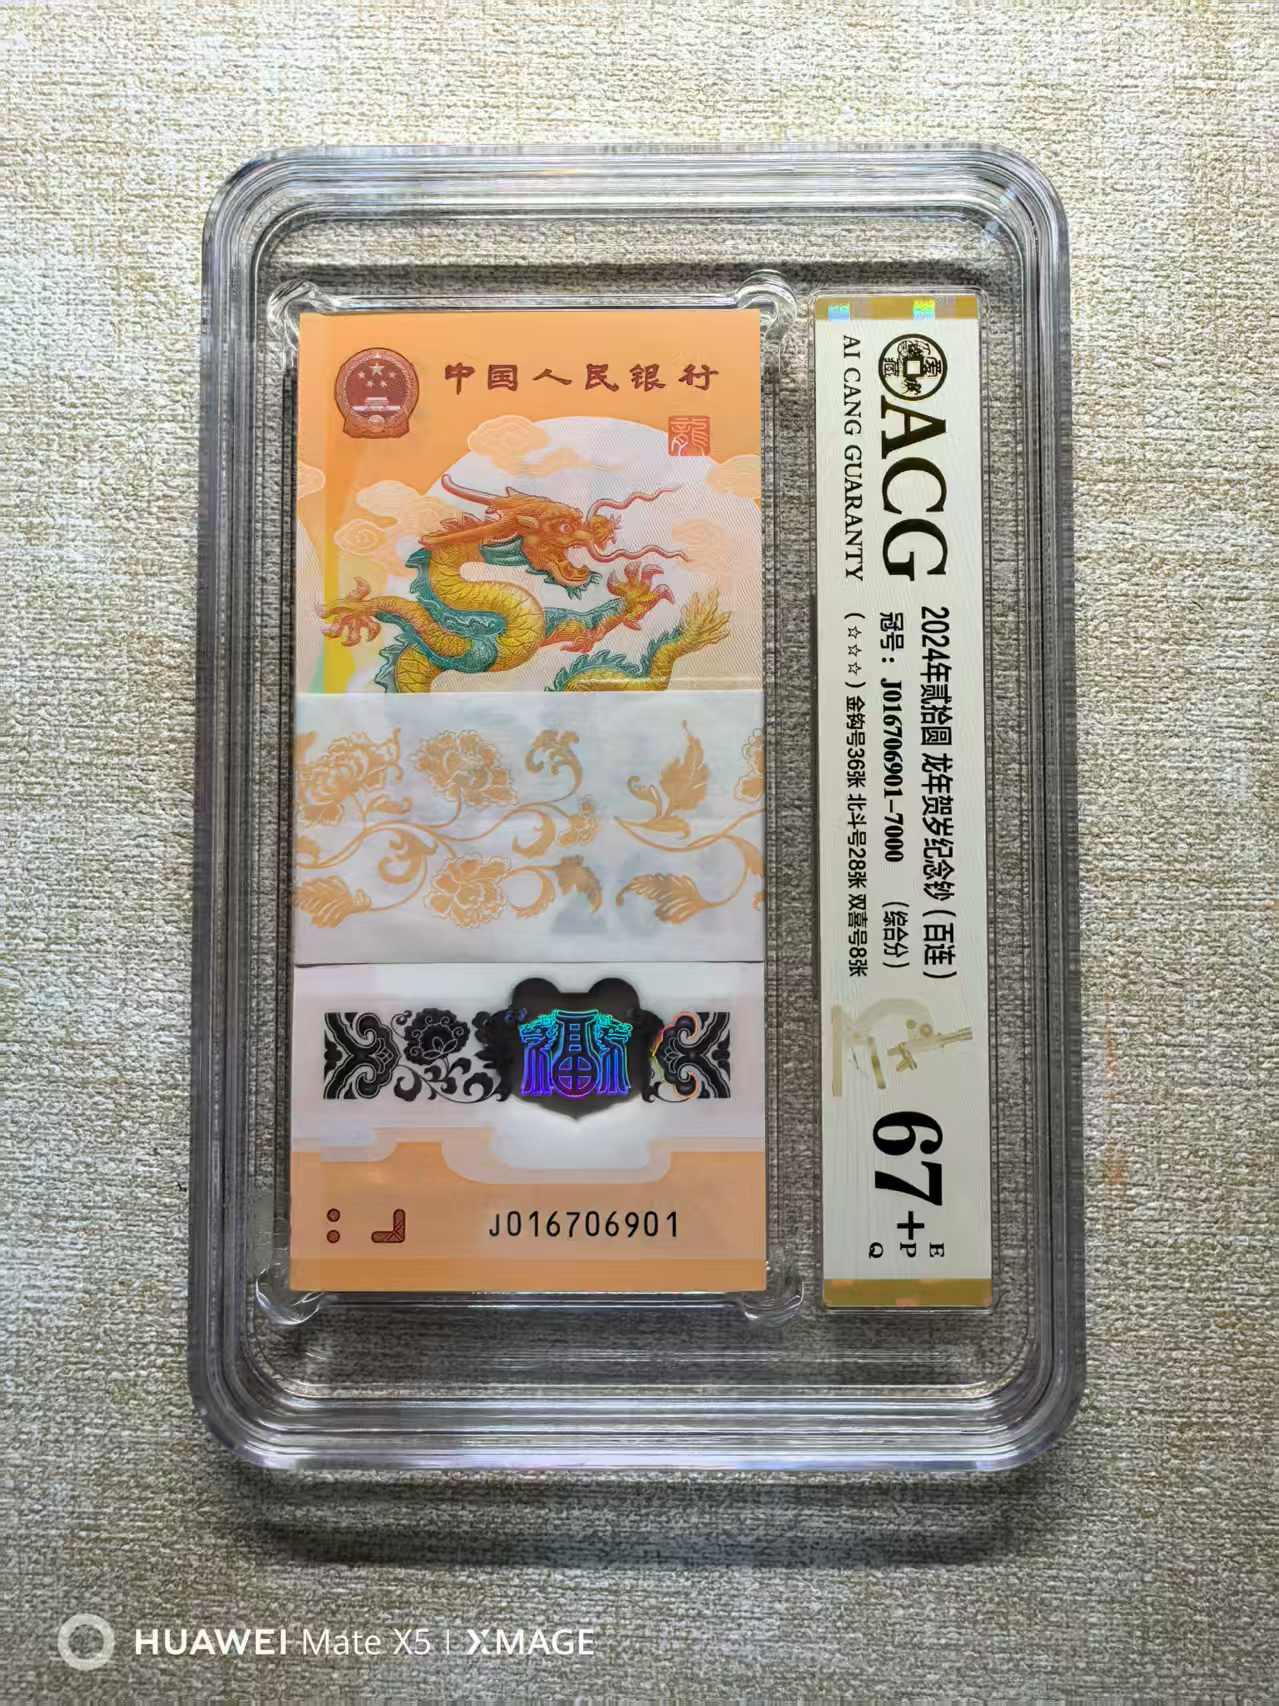 中国人民银行
龍
福
J016706901
ACG
AI CANG GUARANTY
2024年贰拾圆 龙年贺岁纪念钞（百连）
冠号：J016706901-7000 （综合分）
（☆☆☆）金钩号36张 北斗号28张 双喜号8张
67+
E
P
Q
HUAWEI Mate X5 | XMAGE